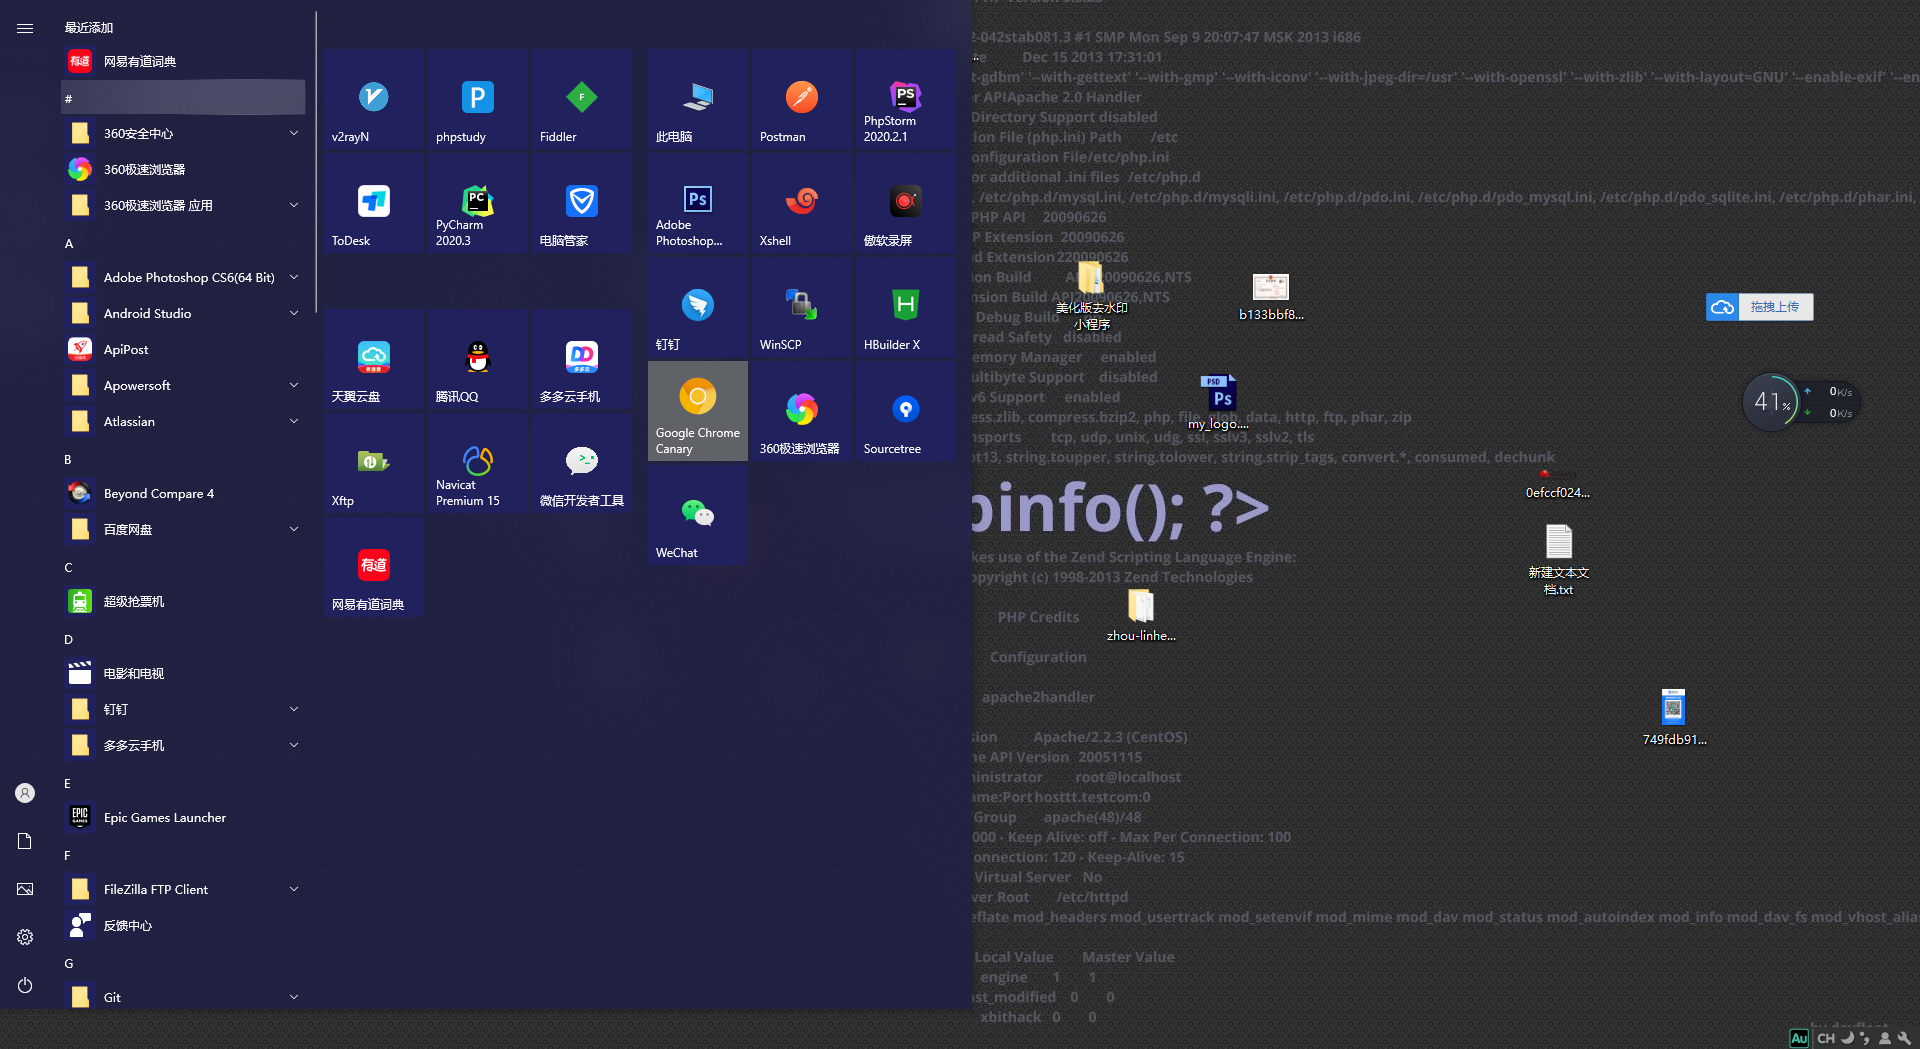 最近添加
网易有道词典
#
360安全中心
360极速浏览器
360极速浏览器 应用
A
Adobe Photoshop CS6(64 Bit)
Android Studio
ApiPost
Apowersoft
Atlassian
B
Beyond Compare 4
百度网盘
C
超级抢票机
D
电影和电视
钉钉
多多云手机
E
Epic Games Launcher
F
FileZilla FTP Client
反馈中心
G
Git
v2rayN
phpstudy
Fiddler
ToDesk
PyCharm
2020.3
电脑管家
天翼云盘
腾讯QQ
多多云手机
Xftp
Navicat
Premium 15
微信开发者工具
网易有道词典
此电脑
Postman
PhpStorm
2020.2.1
Adobe
Photoshop...
Xshell
傲软录屏
钉钉
WinSCP
HBuilder X
Google Chrome
Canary
360极速浏览器
Sourcetree
WeChat
2-042stab081.3 #1 SMP Mon Sep 9 20:07:47 MSK 2013 i686
Dec 15 2013 17:31:01
t-gdbm' '--with-gettext' '--with-gmp' '--with-iconv' '--with-jpeg-dir=/usr' '--with-openssl' '--with-zlib' '--with-layout=GNU' '--enable-exif' '--en
r APIApache 2.0 Handler
Directory Support disabled
ion File (php.ini) Path /etc
onfiguration File/etc/php.ini
or additional .ini files /etc/php.d
, /etc/php.d/mysql.ini, /etc/php.d/mysqli.ini, /etc/php.d/pdo.ini, /etc/php.d/pdo_mysql.ini, /etc/php.d/pdo_sqlite.ini, /etc/php.d/phar.ini,
PHP API 20090626
P Extension 20090626
d Extension220090626
ion Build API20090626,NTS
nsion Build API20090626,NTS
Debug Build
read Safety disabled
emory Manager enabled
ultibyte Support disabled
v6 Support enabled
ess.zlib, compress.bzip2, php, file, glob, data, http, ftp, phar, zip
nsports tcp, udp, unix, udg, ssl, sslv3, sslv2, tls
ot13, string.toupper, string.tolower, string.strip_tags, convert.*, consumed, dechunk
pinfo(); ?>
kes use of the Zend Scripting Language Engine:
opyright (c) 1998-2013 Zend Technologies
PHP Credits
Configuration
apache2handler
sion Apache/2.2.3 (CentOS)
he API Version 20051115
ministrator root@localhost
ame:Port hosttt.testcom:0
/Group apache(48)/48
000 - Keep Alive: off - Max Per Connection: 100
onnection: 120 - Keep-Alive: 15
Virtual Server No
ver Root /etc/httpd
eflate mod_headers mod_usertrack mod_setenvif mod_mime mod_dav mod_status mod_autoindex mod_info mod_dav_fs mod_vhost_alia
Local Value Master Value
engine 1 1
ast_modified 0 0
xbithack 0 0
美化版去水印
小程序
b133bbf8...
my_logo....
0efccf024...
新建文本文
档.txt
zhou-linhe...
749fdb91...
拖拽上传
41%
0K/s
0K/s
Au CH